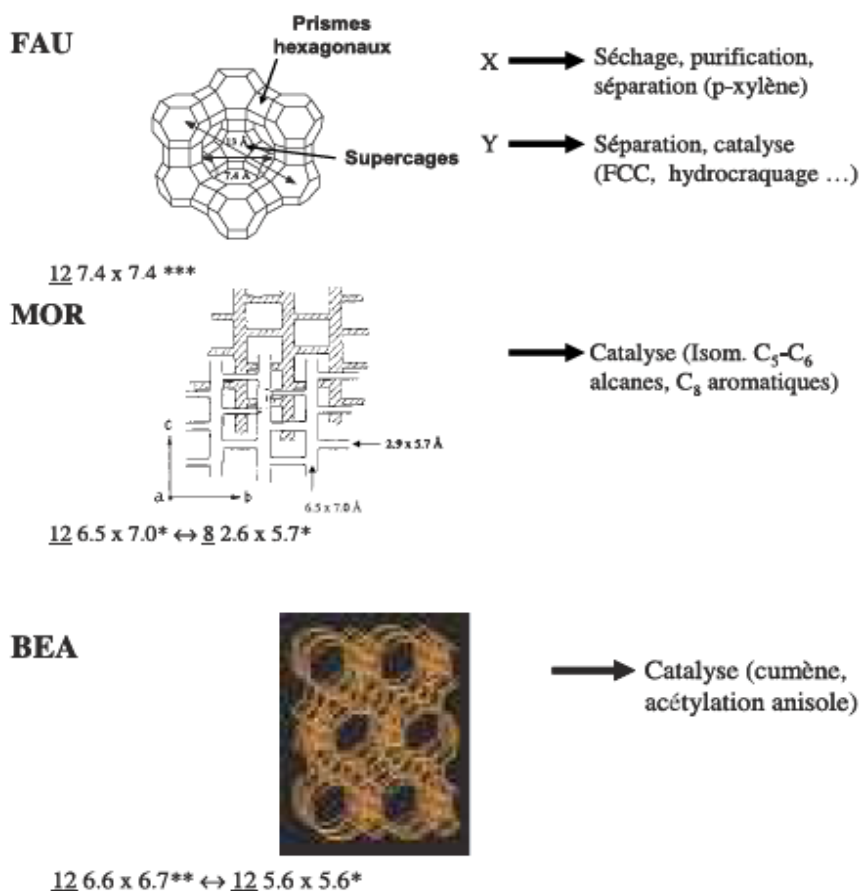 FAU
Prismes
hexagonaux
13 Å
7.4 Å
Supercages
X
Séchage, purification,
séparation (p-xylène)
Y
Séparation, catalyse
(FCC, hydrocraquage …)
12 7.4 x 7.4 ***
MOR
Catalyse (Isom. C₅-C₆
alcanes, C₈ aromatiques)
c
2.9 x 5.7 Å
a
b
6.5 x 7.0 Å
12 6.5 x 7.0* ↔ 8 2.6 x 5.7*
BEA
Catalyse (cumène,
acétylation anisole)
12 6.6 x 6.7** ↔ 12 5.6 x 5.6*